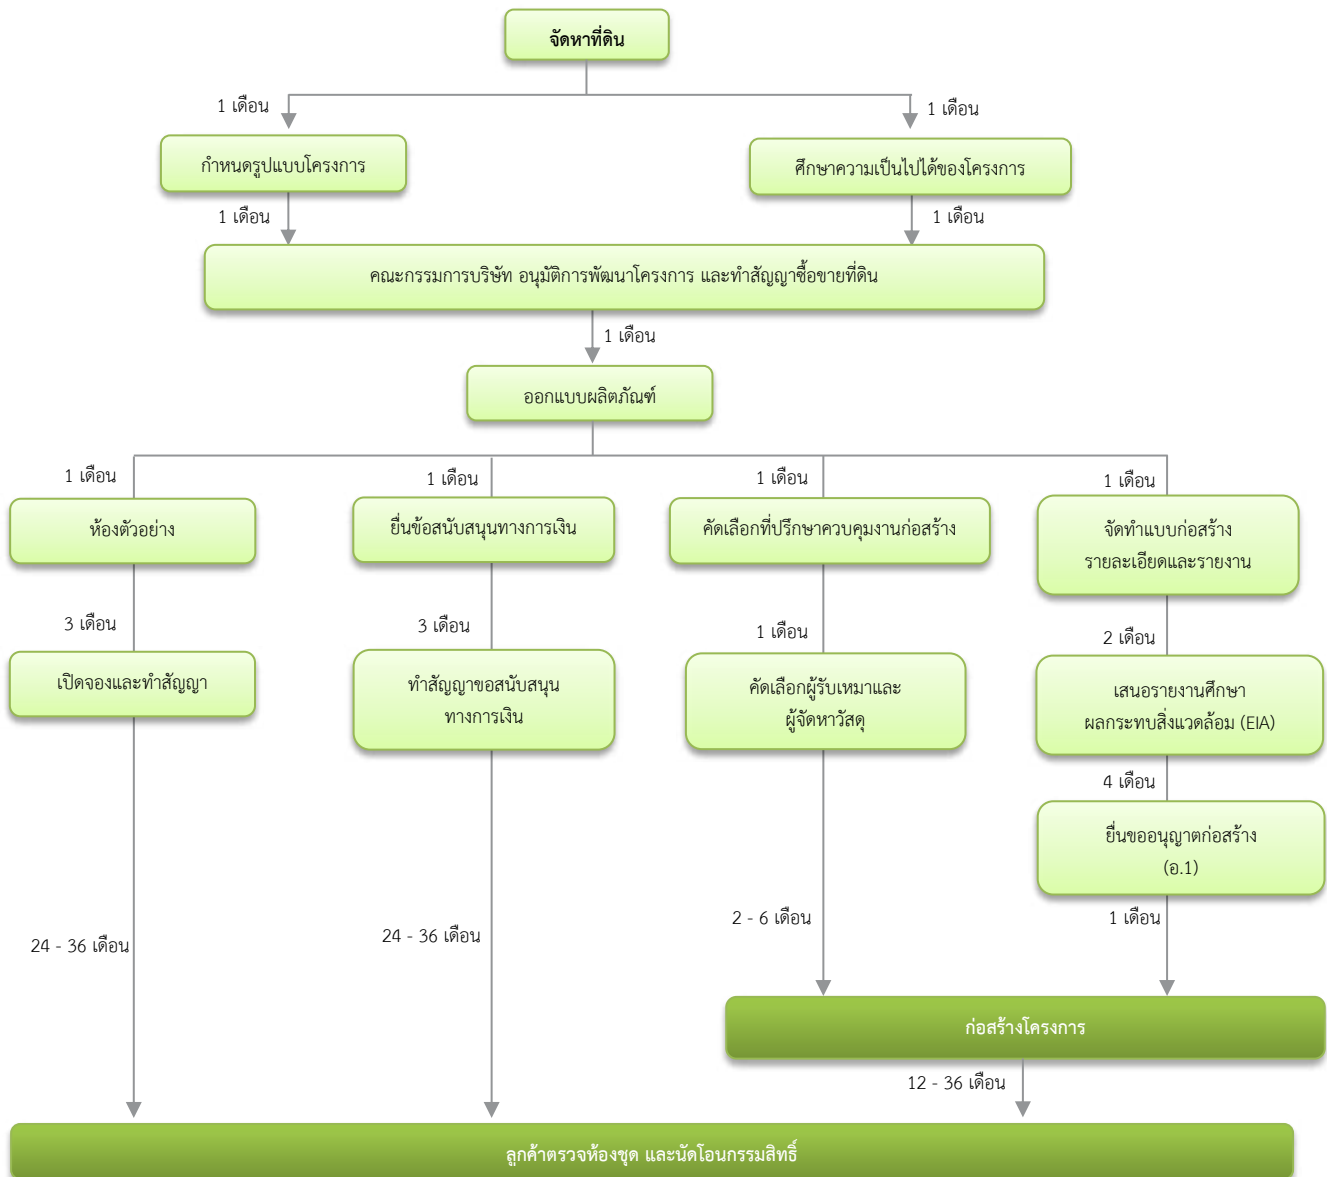 จัดหาที่ดิน
1 เดือน
1 เดือน
กำหนดรูปแบบโครงการ
ศึกษาความเป็นไปได้ของโครงการ
1 เดือน
1 เดือน
คณะกรรมการบริษัท อนุมัติการพัฒนาโครงการ และทำสัญญาซื้อขายที่ดิน
1 เดือน
ออกแบบผลิตภัณฑ์
1 เดือน
1 เดือน
1 เดือน
1 เดือน
ห้องตัวอย่าง
ยื่นข้อสนับสนุนทางการเงิน
คัดเลือกที่ปรึกษาควบคุมงานก่อสร้าง
จัดทำแบบก่อสร้าง
รายละเอียดและรายงาน
3 เดือน
3 เดือน
1 เดือน
2 เดือน
เปิดจองและทำสัญญา
ทำสัญญาขอสนับสนุน
ทางการเงิน
คัดเลือกผู้รับเหมาและ
ผู้จัดหาวัสดุ
เสนอรายงานศึกษา
ผลกระทบสิ่งแวดล้อม (EIA)
4 เดือน
ยื่นขออนุญาตก่อสร้าง
(อ.1)
24 - 36 เดือน
24 - 36 เดือน
2 - 6 เดือน
1 เดือน
ก่อสร้างโครงการ
12 - 36 เดือน
ลูกค้าตรวจห้องชุด และนัดโอนกรรมสิทธิ์